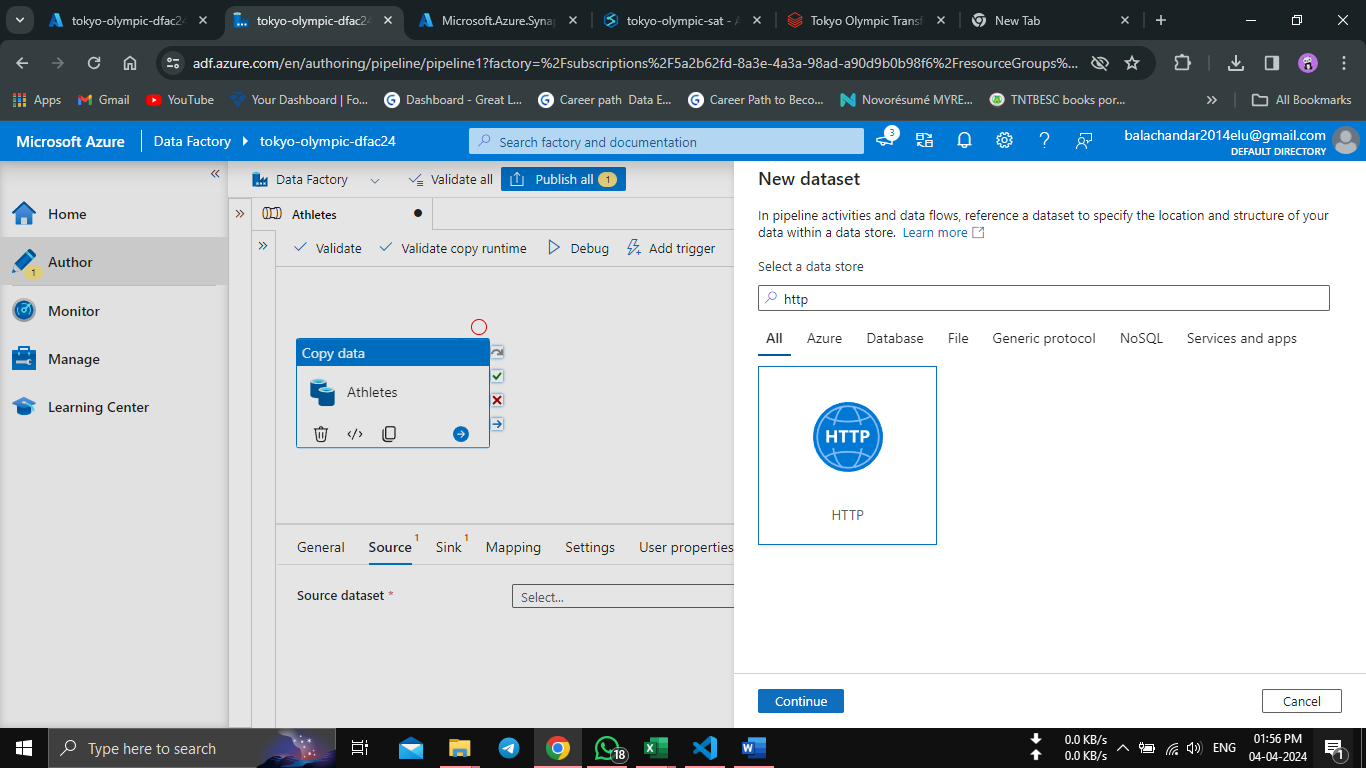 tokyo-olympic-dfac24
tokyo-olympic-dfac24
Microsoft.Azure.Syna
tokyo-olympic-sat - A
Tokyo Olympic Transf
New Tab
adf.azure.com/en/authoring/pipeline/pipeline1?factory=%2Fsubscriptions%2F5a2b62fd-8a3e-4a3a-98ad-a90d9b0b98f6%2FresourceGroups%...
Apps
Gmail
YouTube
Your Dashboard | Fo...
Dashboard - Great L...
Career path Data E...
Career Path to Beco...
Novorésumé MYRE...
TNTBESC books por...
»
All Bookmarks
Microsoft Azure
Data Factory
tokyo-olympic-dfac24
Search factory and documentation
3
balachandar2014elu@gmail.com
DEFAULT DIRECTORY
Home
Author
1
Monitor
Manage
Learning Center
Data Factory
Validate all
Publish all
1
Athletes
Validate
Validate copy runtime
Debug
Add trigger
Copy data
Athletes
General
Source 1
Sink 1
Mapping
Settings
User properties
Source dataset *
Select...
New dataset
In pipeline activities and data flows, reference a dataset to specify the location and structure of your
data within a data store. Learn more
Select a data store
http
All
Azure
Database
File
Generic protocol
NoSQL
Services and apps
HTTP
HTTP
Continue
Cancel
Type here to search
18
0.0 KB/s
0.0 KB/s
ENG
01:56 PM
04-04-2024
1